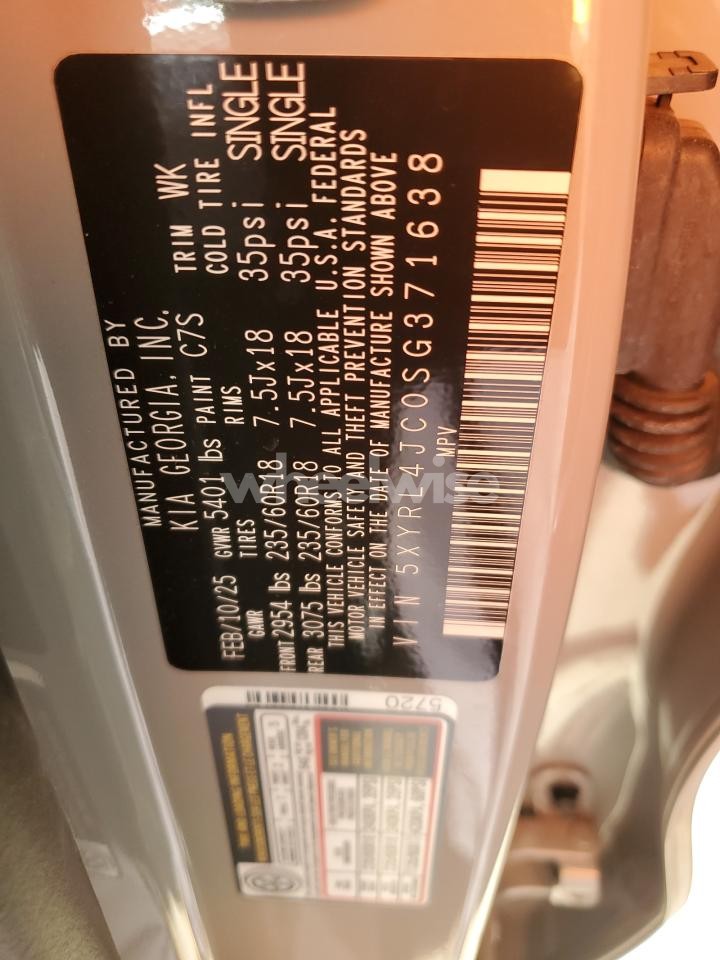 MANUFACTURED BY
KIA GEORGIA, INC.
FEB/10/25 GVWR 5401 lbs PAINT C7S TRIM WK
GAWR TIRES RIMS COLD TIRE INFL
FRONT 2954 lbs 235/60R18 7.5Jx18 35psi SINGLE
REAR 3075 lbs 235/60R18 7.5Jx18 35psi SINGLE
THIS VEHICLE CONFORMS TO ALL APPLICABLE U.S.A. FEDERAL
MOTOR VEHICLE SAFETY AND THEFT PREVENTION STANDARDS
IN EFFECT ON THE DATE OF MANUFACTURE SHOWN ABOVE
VIN 5XYRL4JC0SG371638
MPV
5720
wheelwise